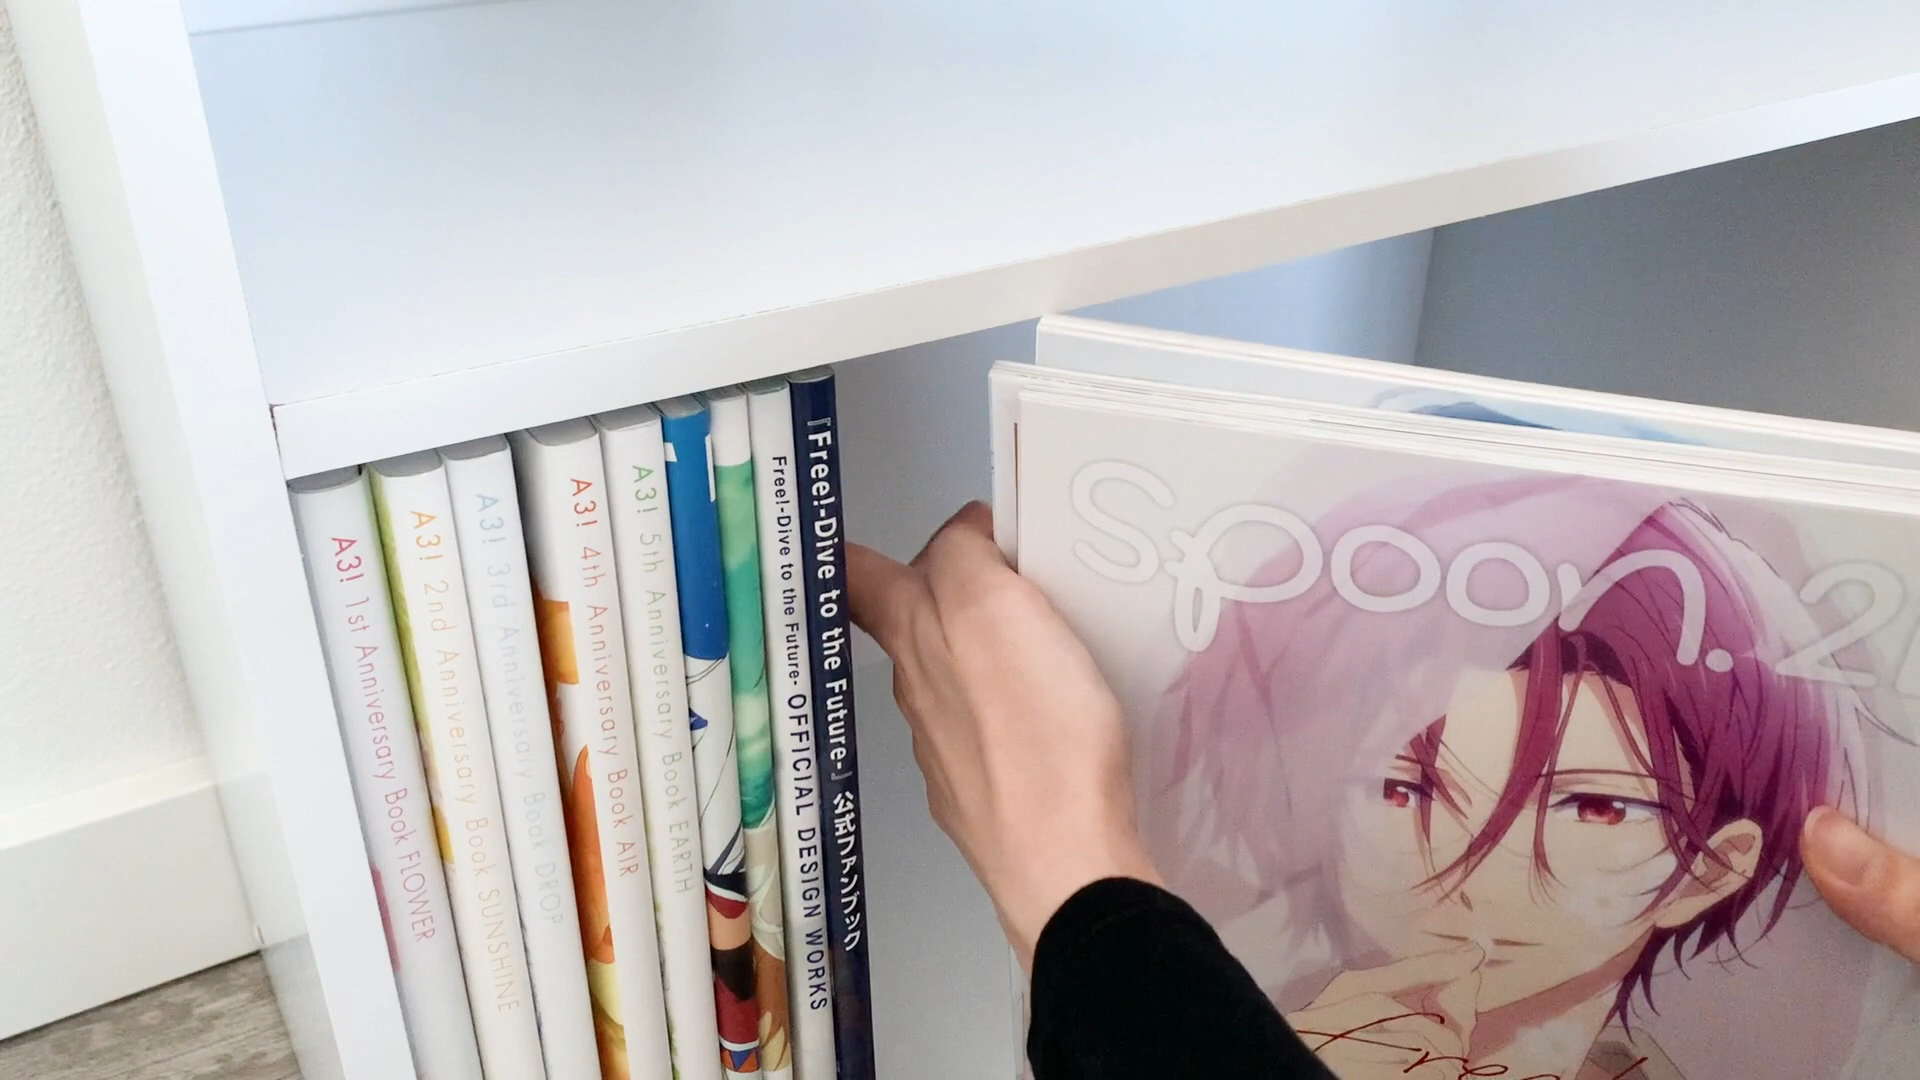 A3! 1st Anniversary Book FLOWER
A3! 2nd Anniversary Book SUNSHINE
A3! 3rd Anniversary Book DROP
A3! 4th Anniversary Book AIR
A3! 5th Anniversary Book EARTH
Free!-Dive to the Future- OFFICIAL DESIGN WORKS
『Free!-Dive to the Future-』公式ファンブック
spoon. 2